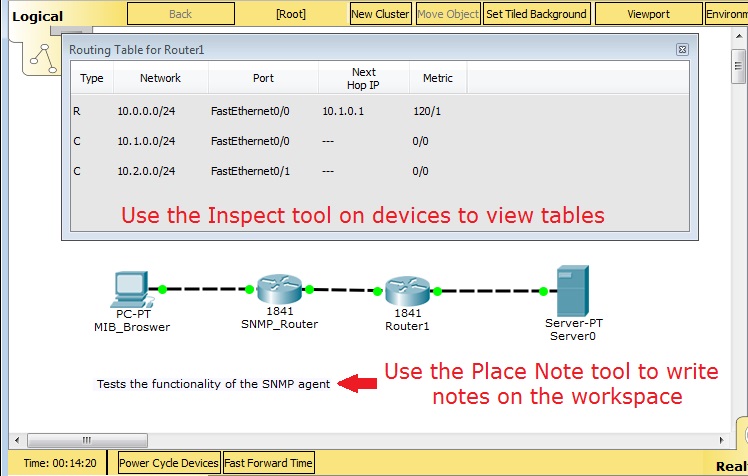 Logical Back [Root] New Cluster Move Object Set Tiled Background Viewport Environm
Routing Table for Router1
Type Network Port Next Hop IP Metric
R 10.0.0.0/24 FastEthernet0/0 10.1.0.1 120/1
C 10.1.0.0/24 FastEthernet0/0 --- 0/0
C 10.2.0.0/24 FastEthernet0/1 --- 0/0
Use the Inspect tool on devices to view tables
PC-PT
MIB_Broswer
1841
SNMP_Router
1841
Router1
Server-PT
Server0
Tests the functionality of the SNMP agent
Use the Place Note tool to write
notes on the workspace
Time: 00:14:20 Power Cycle Devices Fast Forward Time Realt